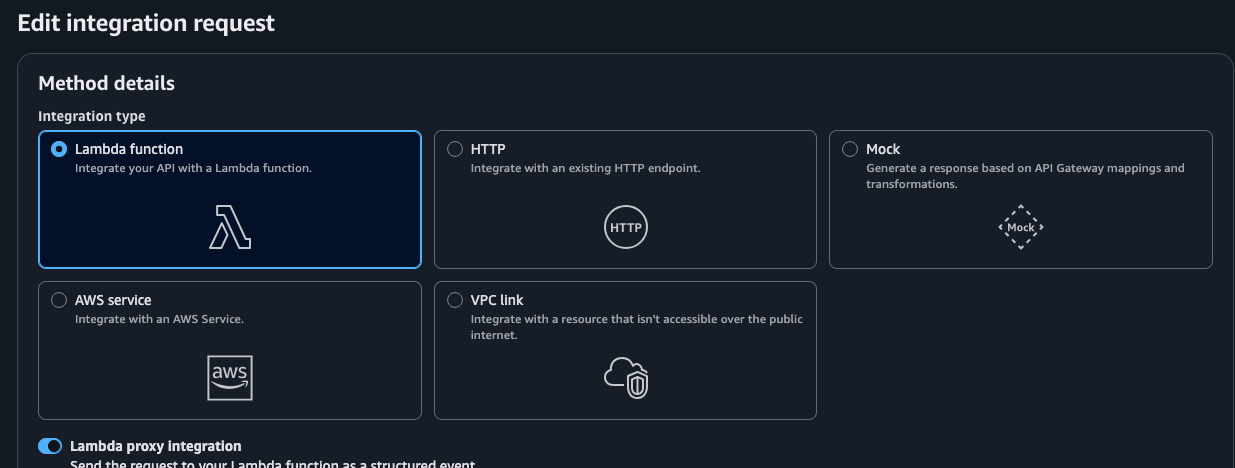 Edit integration request
Method details
Integration type
Lambda function
Integrate your API with a Lambda function.
HTTP
Integrate with an existing HTTP endpoint.
HTTP
Mock
Generate a response based on API Gateway mappings and
transformations.
Mock
AWS service
Integrate with an AWS Service.
aws
VPC link
Integrate with a resource that isn't accessible over the public
internet.
Lambda proxy integration
Send the request to your Lambda function as a structured event.